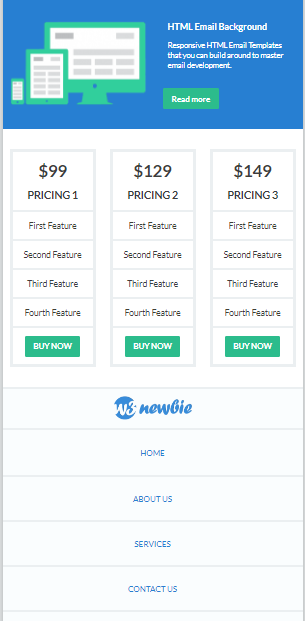 HTML Email Background
Responsive HTML Email Templates
that you can build around to master
email development.
Read more
$99
PRICING 1
First Feature
Second Feature
Third Feature
Fourth Feature
BUY NOW
$129
PRICING 2
First Feature
Second Feature
Third Feature
Fourth Feature
BUY NOW
$149
PRICING 3
First Feature
Second Feature
Third Feature
Fourth Feature
BUY NOW
W3 newbie
HOME
ABOUT US
SERVICES
CONTACT US